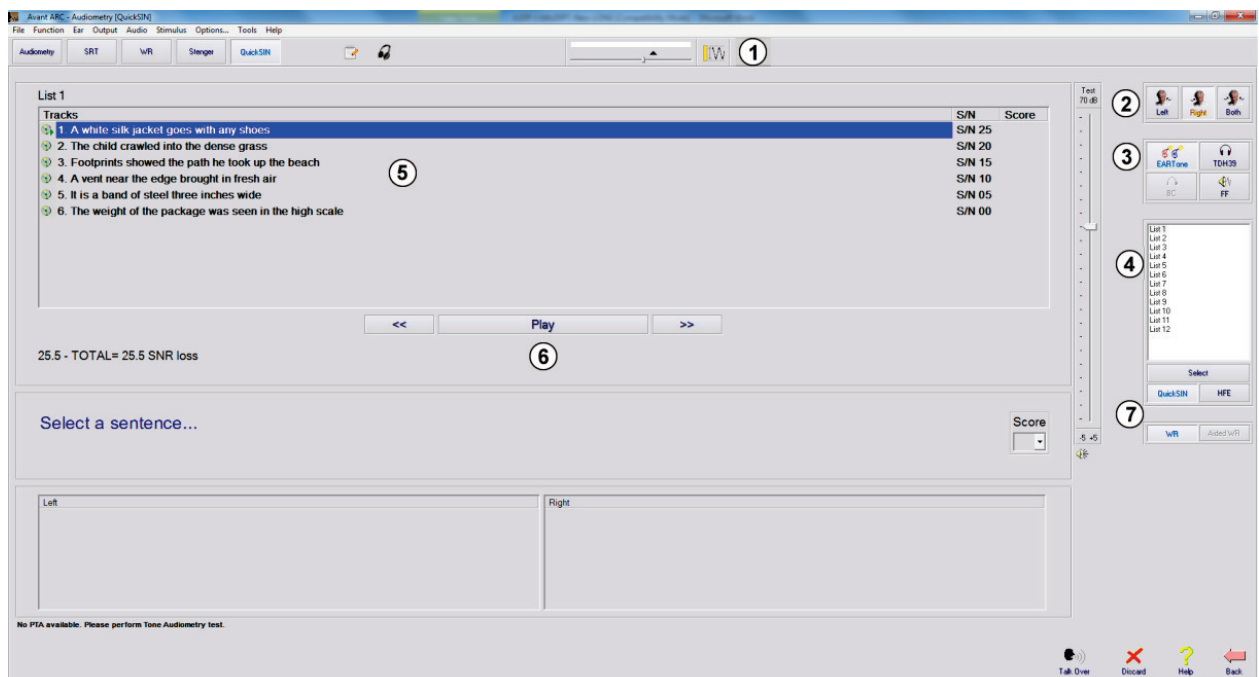 Avant ARC - Audiometry [QuickSIN]
File Function Ear Output Audio Stimulus Options... Tools Help
Audiometry SRT WR Stenger QuickSIN
1
List 1
Tracks S/N Score
1. A white silk jacket goes with any shoes S/N 25
2. The child crawled into the dense grass S/N 20
3. Footprints showed the path he took up the beach S/N 15
4. A vent near the edge brought in fresh air S/N 10
5. It is a band of steel three inches wide S/N 05
6. The weight of the package was seen in the high scale S/N 00
5
<< Play >>
6
25.5 - TOTAL= 25.5 SNR loss
Select a sentence...
Score
Left
Right
No PTA available. Please perform Tone Audiometry test.
Test
70 dB
-5 +5
2
Left Right Both
3
EARTone TDH39
BC FF
4
List 1
List 2
List 3
List 4
List 5
List 6
List 7
List 8
List 9
List 10
List 11
List 12
Select
QuickSIN HFE
7
WR Aided WR
Talk Over Discard Help Back